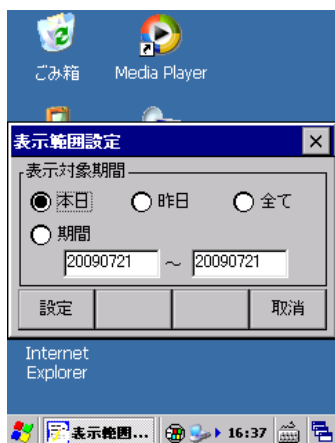 ごみ箱 Media Player
表示範囲設定
表示対象期間
本日 昨日 全て
期間
20090721 ～ 20090721
設定 取消
Internet
Explorer
表示範囲... 16:37